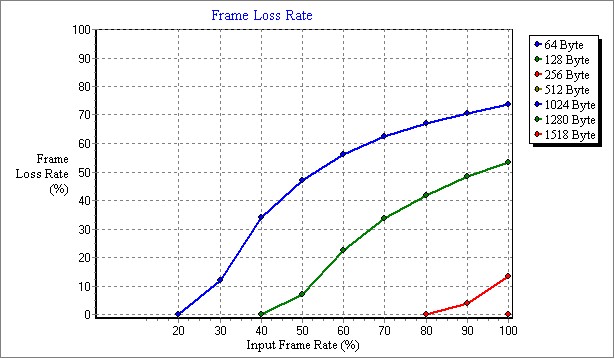 Frame Loss Rate
100
90
80
70
60
50
40
30
20
10
0
Frame
Loss Rate
(%)
20 30 40 50 60 70 80 90 100
Input Frame Rate (%)
64 Byte
128 Byte
256 Byte
512 Byte
1024 Byte
1280 Byte
1518 Byte